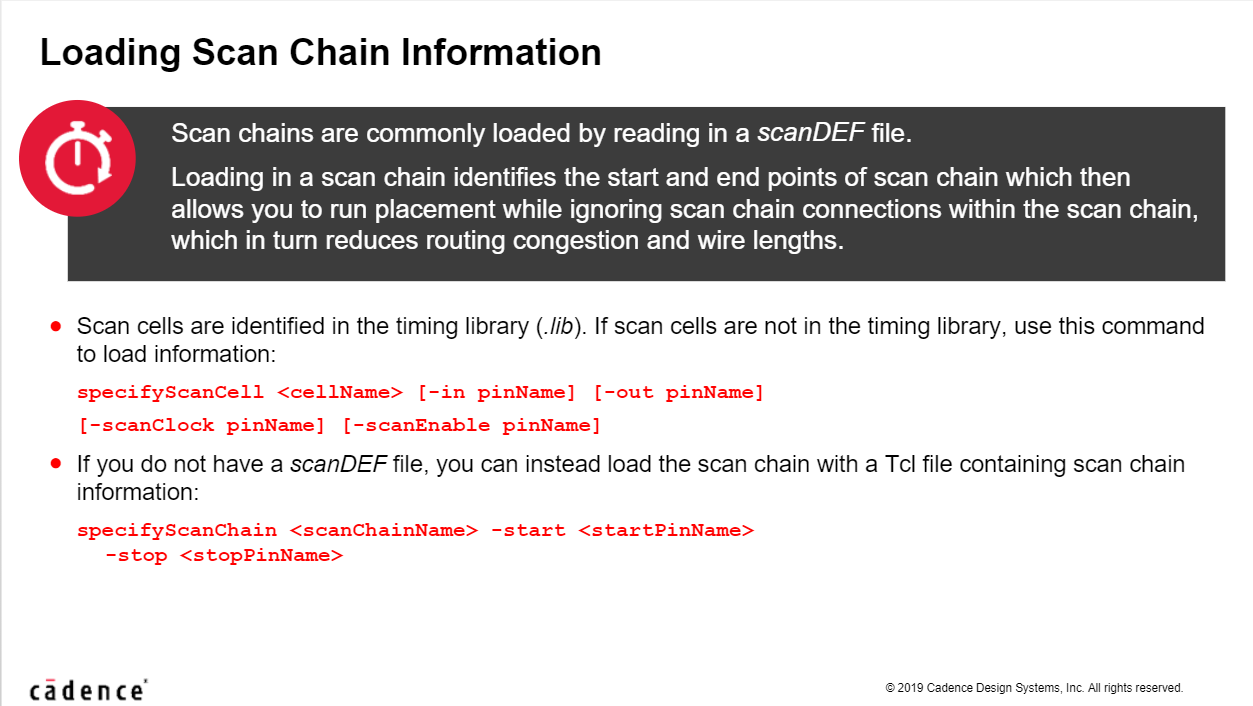 Loading Scan Chain Information
Scan chains are commonly loaded by reading in a scanDEF file.
Loading in a scan chain identifies the start and end points of scan chain which then
allows you to run placement while ignoring scan chain connections within the scan chain,
which in turn reduces routing congestion and wire lengths.
Scan cells are identified in the timing library (.lib). If scan cells are not in the timing library, use this command
to load information:
specifyScanCell <cellName> [-in pinName] [-out pinName]
[-scanClock pinName] [-scanEnable pinName]
If you do not have a scanDEF file, you can instead load the scan chain with a Tcl file containing scan chain
information:
specifyScanChain <scanChainName> -start <startPinName>
-stop <stopPinName>
cādence
© 2019 Cadence Design Systems, Inc. All rights reserved.